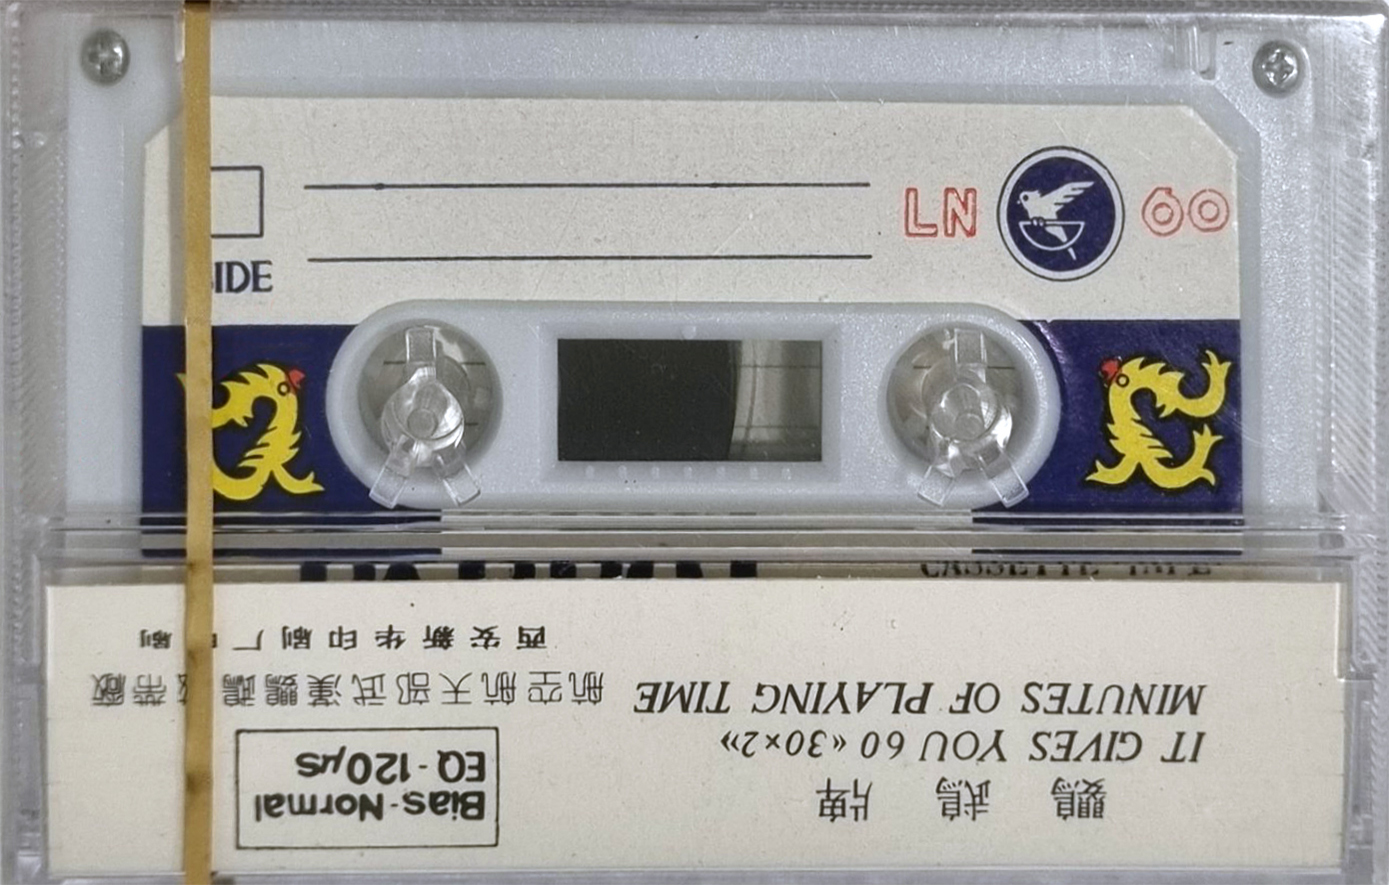 LN 60
SIDE
鸚鵡牌
IT GIVES YOU 60 «30×2»
MINUTES OF PLAYING TIME
Bias-Normal
EQ-120μs
航空航天部武漢鸚鵡磁帶廠
西安新华印刷厂印刷